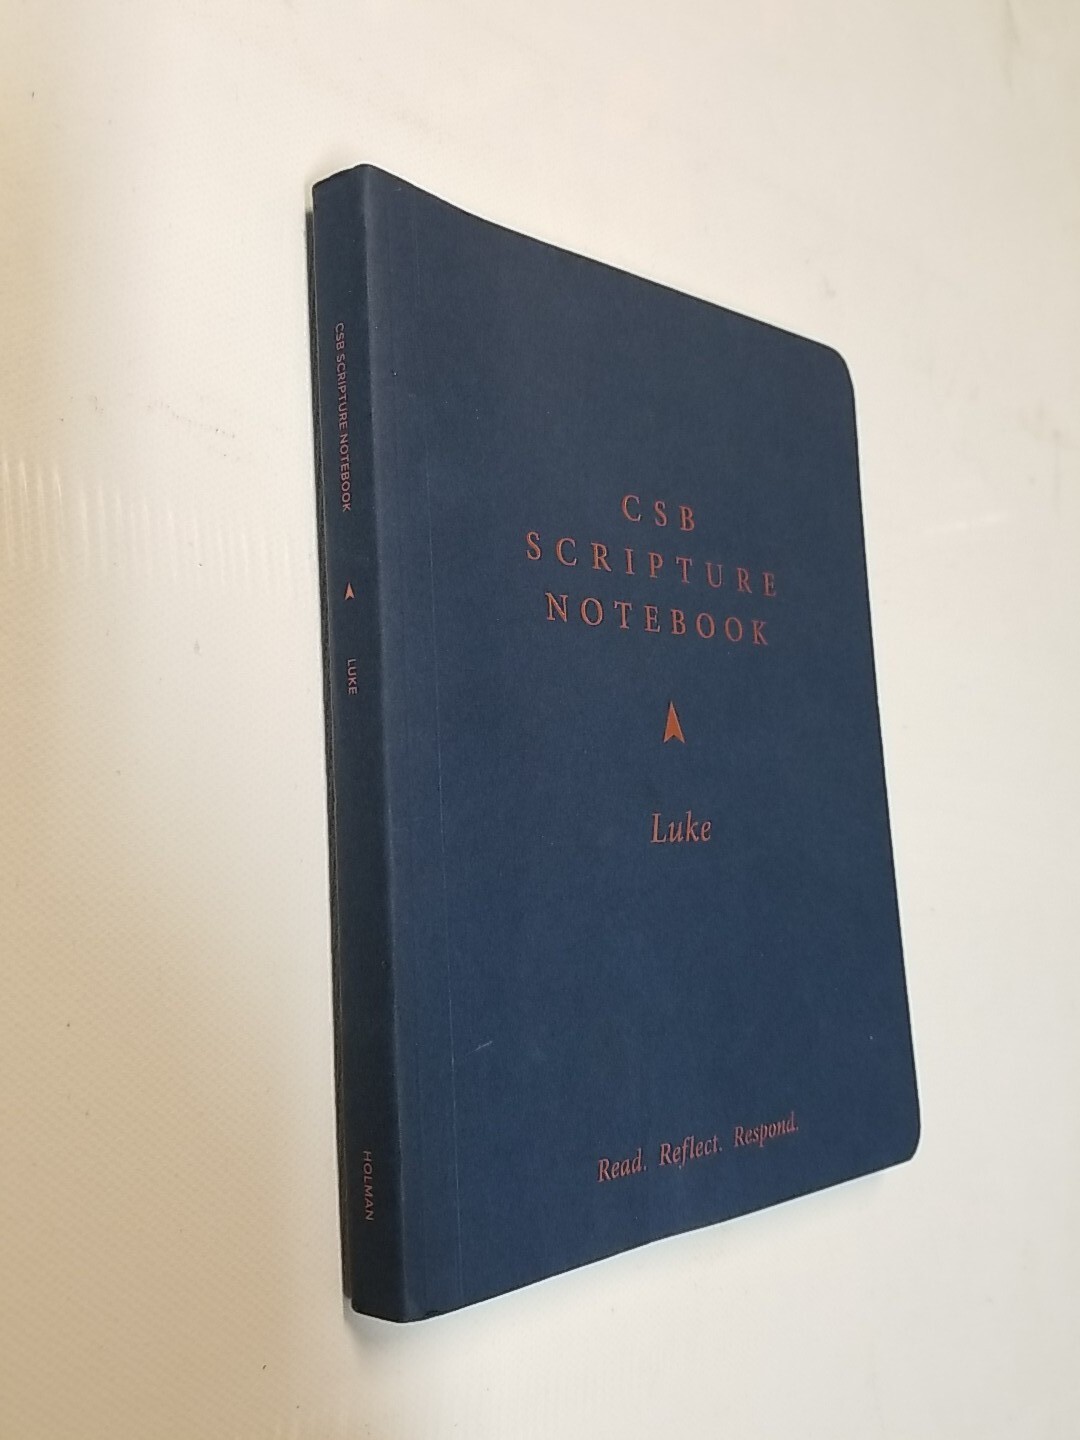 CSB SCRIPTURE NOTEBOOK
LUKE
HOLMAN
CSB
SCRIPTURE
NOTEBOOK
Luke
Read. Reflect. Respond.